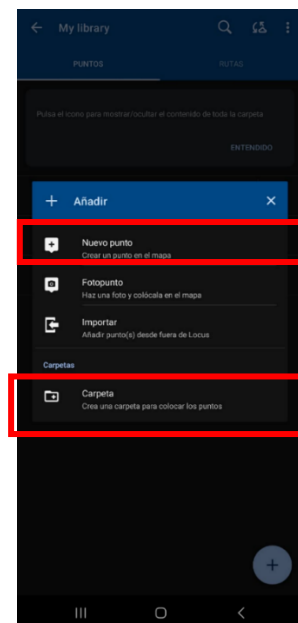 My library
PUNTOS
RUTAS
Pulsa el icono para mostrar/ocultar el contenido de toda la carpeta
ENTENDIDO
Añadir
Nuevo punto
Crear un punto en el mapa
Fotopunto
Haz una foto y colócala en el mapa
Importar
Añadir punto(s) desde fuera de Locus
Carpetas
Carpeta
Crea una carpeta para colocar los puntos